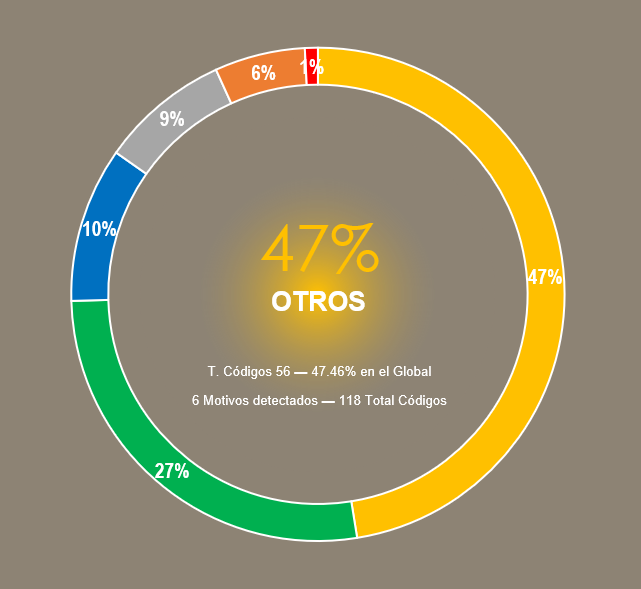 6%
1%
9%
10%
47%
OTROS
47%
T. Códigos 56 — 47.46% en el Global
6 Motivos detectados — 118 Total Códigos
27%